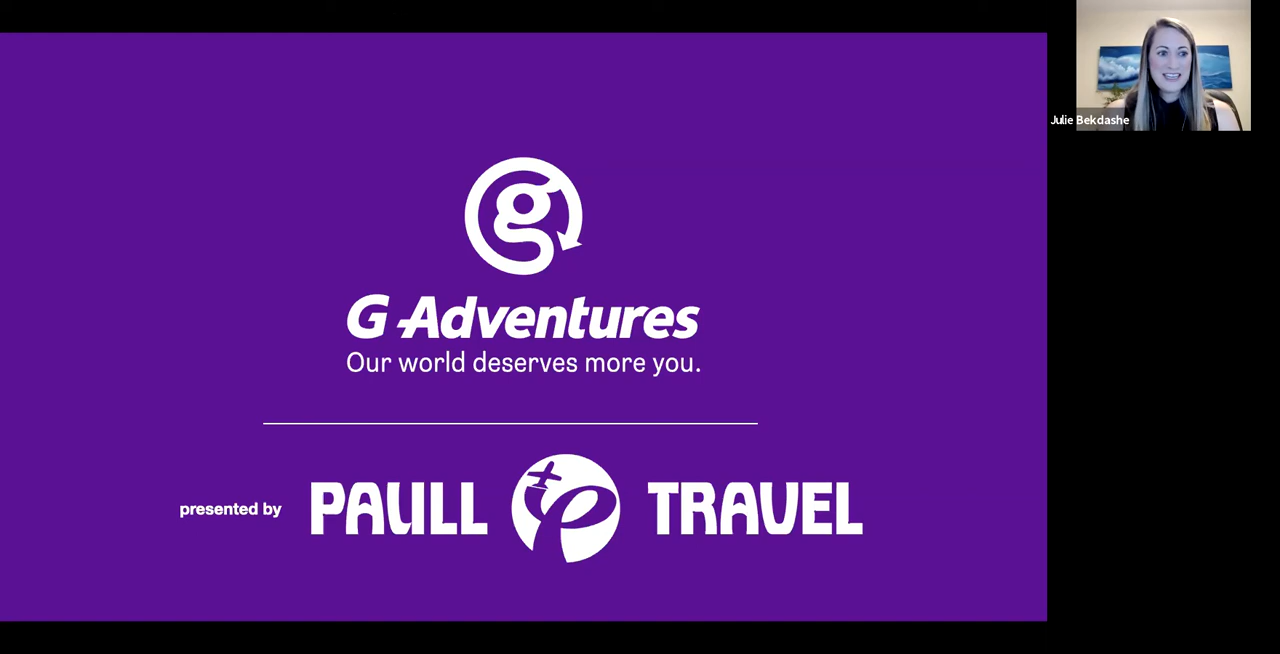 Julie Bekdashe
g
G Adventures
Our world deserves more you.
presented by PAULL TRAVEL